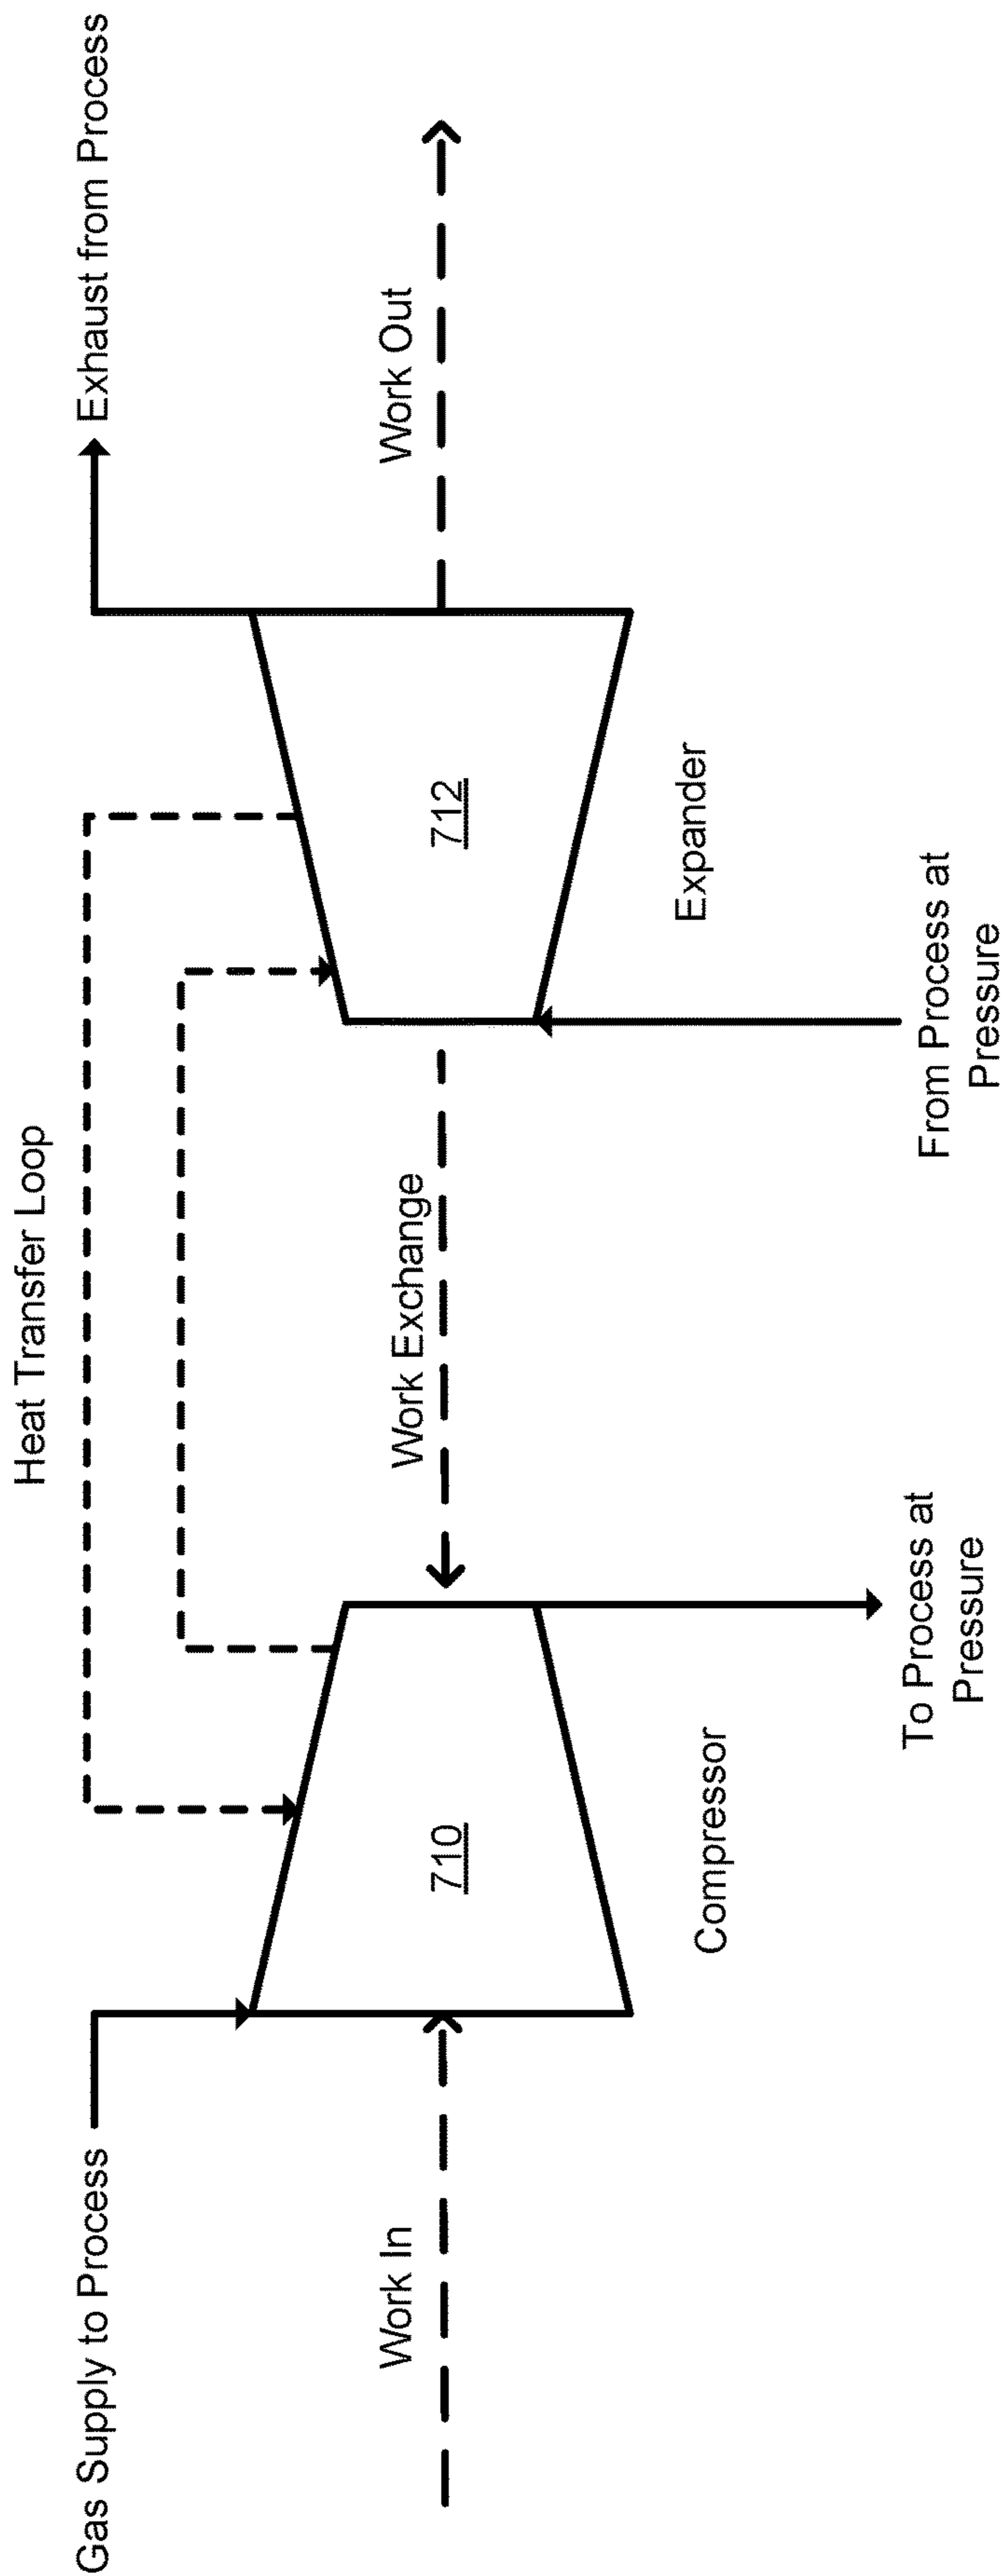 Heat Transfer Loop
Gas Supply to Process
Exhaust from Process
Work In
Work Exchange
Work Out
710
712
Compressor
Expander
To Process at
Pressure
From Process at
Pressure